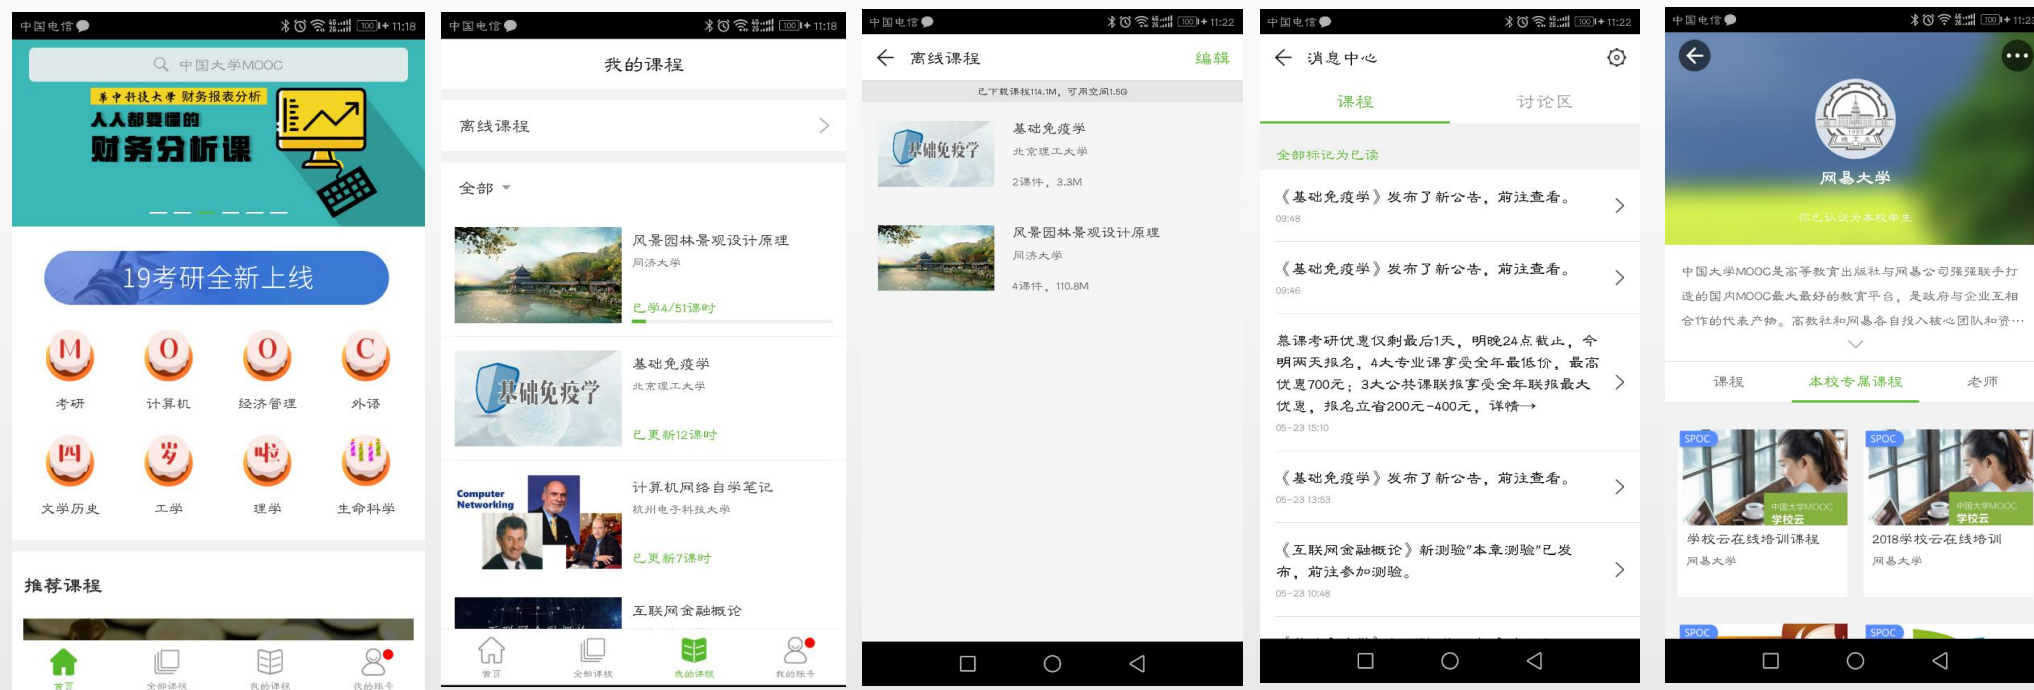 中国电信
11:18
中国大学MOOC
华中科技大学 财务报表分析
人人都要懂的
财务分析课
19考研全新上线
M
O
O
C
考研
计算机
经济管理
外语
四
岁
啦
文学历史
工学
理学
生命科学
推荐课程
首页
全部课程
我的课程
我的账号
中国电信
100
11:18
我的课程
离线课程
全部
风景园林景观设计原理
同济大学
已学4/51课时
基础免疫学
基础免疫学
北京理工大学
已更新12课时
Computer
Networking
计算机网络自学笔记
杭州电子科技大学
已更新7课时
互联网金融概论
首页
全部课程
我的课程
我的账号
中国电信
100
11:22
离线课程
编辑
已下载课程114.1M，可用空间1.5G
基础免疫学
基础免疫学
北京理工大学
2课件，3.3M
风景园林景观设计原理
同济大学
4课件，110.8M
中国电信
100
11:22
消息中心
课程
讨论区
全部标记为已读
《基础免疫学》发布了新公告，前往查看。
09:48
《基础免疫学》发布了新公告，前往查看。
09:46
慕课考研优惠仅剩最后1天，明晚24点截止，今
明两天报名，4大专业课享受全年最低价，最高
优惠700元；3大公共课联报享受全年联报最大
优惠，报名立省200元-400元，详情→
05-23 15:10
《基础免疫学》发布了新公告，前往查看。
05-23 13:53
《互联网金融概论》新测验"本章测验"已发
布，前往参加测验。
05-23 10:48
中国电信
100
11:23
1920
哈工大
网易大学
你已认证为本校学生
中国大学MOOC是高等教育出版社与网易公司强强联手打
造的国内MOOC最大最好的教育平台，是政府与企业互相
合作的代表产物。高教社和网易各自投入核心团队和资…
课程
本校专属课程
老师
SPOC
中国大学MOOC
学校云
学校云在线培训课程
网易大学
SPOC
中国大学MOOC
学校云
2018学校云在线培训
网易大学
SPOC
SPOC